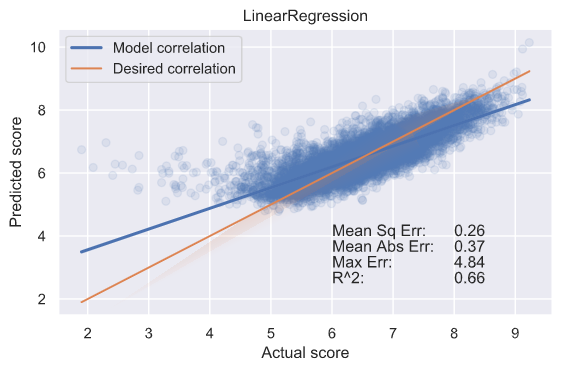 LinearRegression
Model correlation
Desired correlation
Predicted score
10
8
6
4
2
Mean Sq Err: 0.26
Mean Abs Err: 0.37
Max Err: 4.84
R^2: 0.66
2 3 4 5 6 7 8 9
Actual score